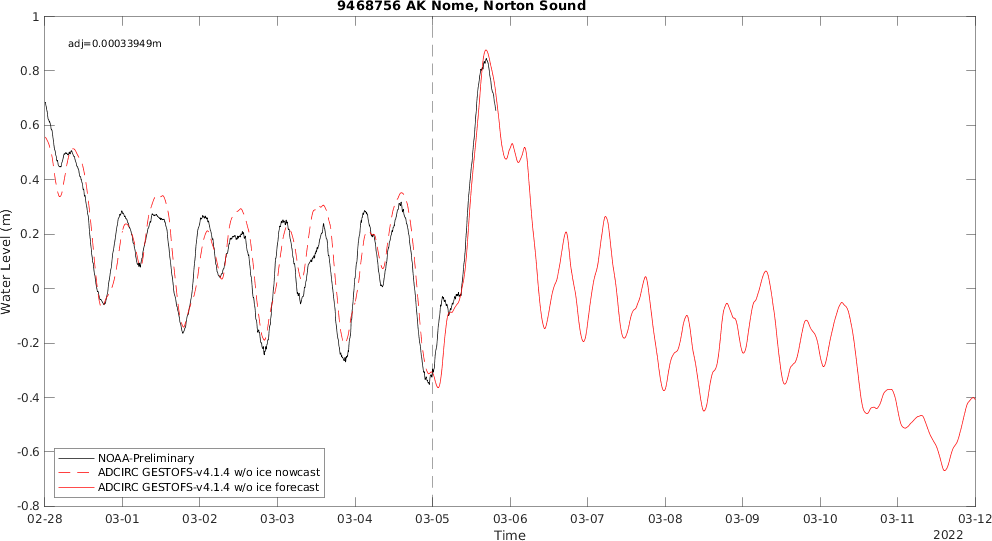 9468756 AK Nome, Norton Sound
adj=0.00033949m
1
0.8
0.6
0.4
0.2
0
-0.2
-0.4
-0.6
-0.8
Water Level (m)
NOAA-Preliminary
ADCIRC GESTOFS-v4.1.4 w/o ice nowcast
ADCIRC GESTOFS-v4.1.4 w/o ice forecast
02-28 03-01 03-02 03-03 03-04 03-05 03-06 03-07 03-08 03-09 03-10 03-11 03-12
Time
2022